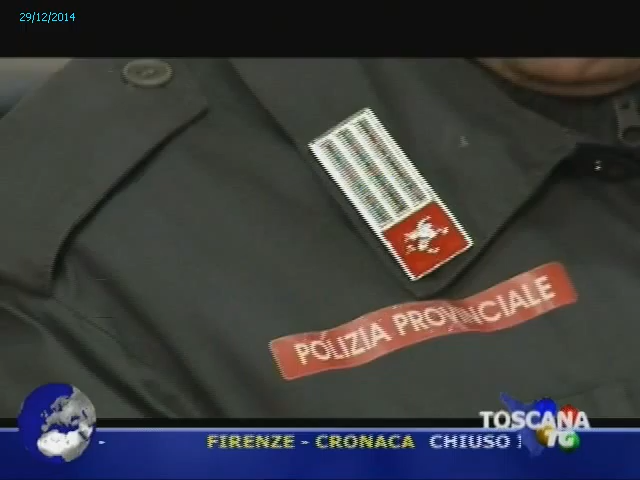 29/12/2014
POLIZIA PROVINCIALE
TOSCANA
TG
- FIRENZE - CRONACA CHIUSO